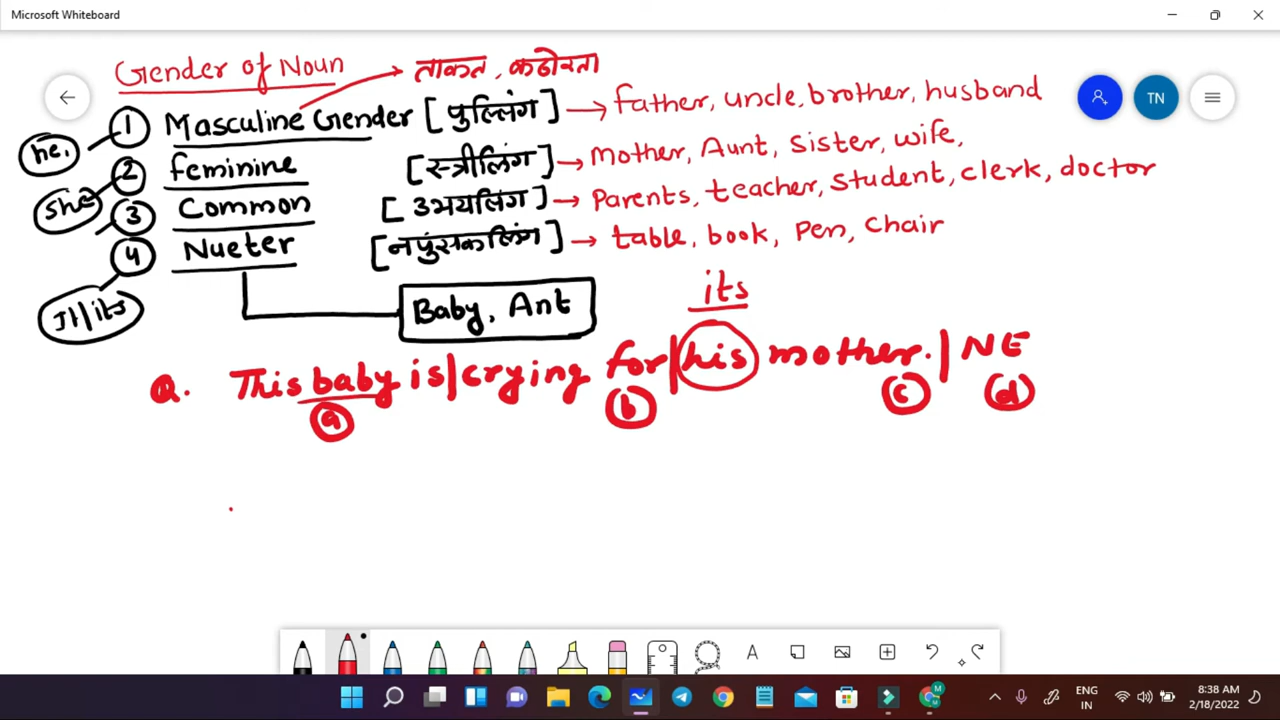 Microsoft Whiteboard
Gender of Noun
ताकत, कठोरता
he. 1 Masculine Gender [पुल्लिंग] → father, uncle, brother, husband
she 2 feminine [स्त्रीलिंग] → Mother, Aunt, Sister, wife,
3 Common [उभयलिंग] → Parents, teacher, student, clerk, doctor
4 Nueter [नपुंसकलिंग] → table, book, Pen, Chair
It/its
Baby, Ant
its
Q. This baby is | crying for | his mother. | NE
a b c d
TN
A
ENG
IN
8:38 AM
2/18/2022